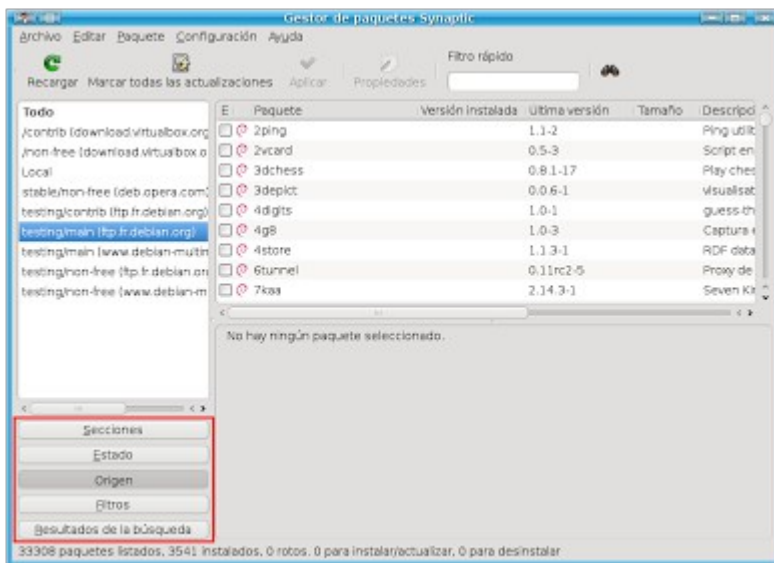 Gestor de paquetes Synaptic
Archivo Editar Paquete Configuración Ayuda
Recargar Marcar todas las actualizaciones Aplicar Propiedades Filtro rápido
Todo
/contrib (download.virtualbox.org
/non-free (download.virtualbox.o
Local
stable/non-free (deb.opera.com)
testing/contrib (ftp.fr.debian.org)
testing/main (ftp.fr.debian.org)
testing/main (www.debian-multim
testing/non-free (ftp.fr.debian.org
testing/non-free (www.debian-m
E Paquete Versión instalada Última versión Tamaño Descripci
2ping 1.1-2 Ping utilit
2vcard 0.5-3 Script en
3dchess 0.8.1-17 Play ches
3depict 0.0.6-1 visualisat
4digits 1.0-1 guess-th
4g8 1.0-3 Captura e
4store 1.1.3-1 RDF data
6tunnel 0.11rc2-5 Proxy de
7kaa 2.14.3-1 Seven Kin
No hay ningún paquete seleccionado.
Secciones
Estado
Origen
Filtros
Resultados de la búsqueda
33308 paquetes listados, 3541 instalados, 0 rotos. 0 para instalar/actualizar, 0 para desinstalar